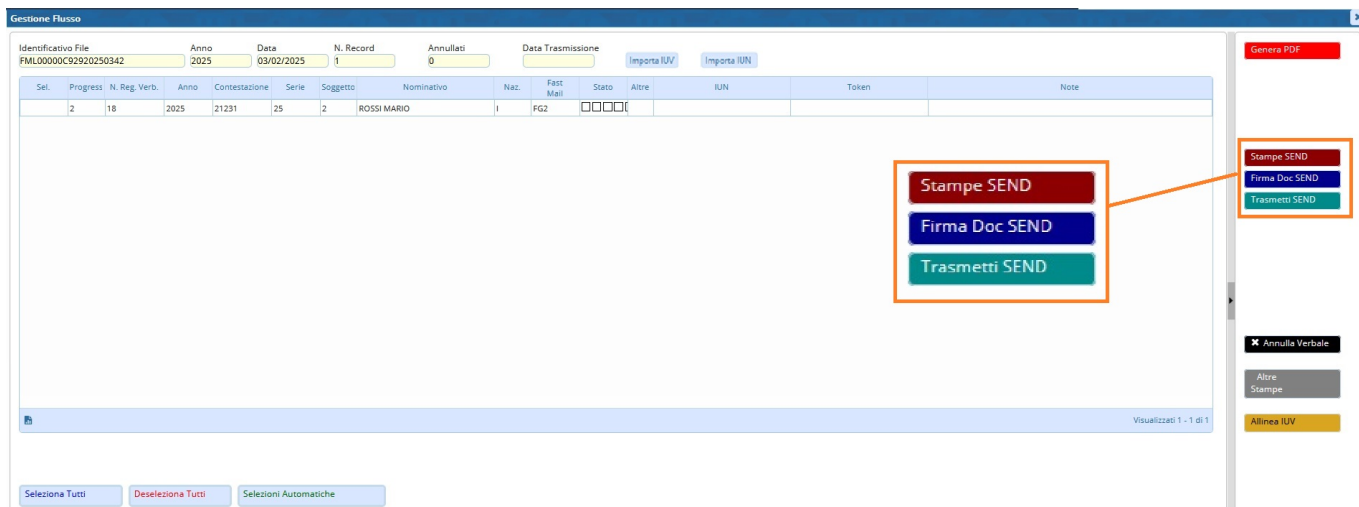 Gestione Flusso
Identificativo File Anno Data N. Record Annullati Data Trasmissione
FML00000C92920250342 2025 03/02/2025 1 0 Importa IUV Importa IUN
Sel. Progress N. Reg. Verb. Anno Contestazione Serie Soggetto Nominativo Naz. Fast Mail Stato Altre IUN Token Note
2 18 2025 21231 25 2 ROSSI MARIO I FG2
Stampe SEND
Firma Doc SEND
Trasmetti SEND
Visualizzati 1 - 1 di 1
Seleziona Tutti Deseleziona Tutti Selezioni Automatiche
Genera PDF
Stampe SEND
Firma Doc SEND
Trasmetti SEND
Annulla Verbale
Altre
Stampe
Allinea IUV